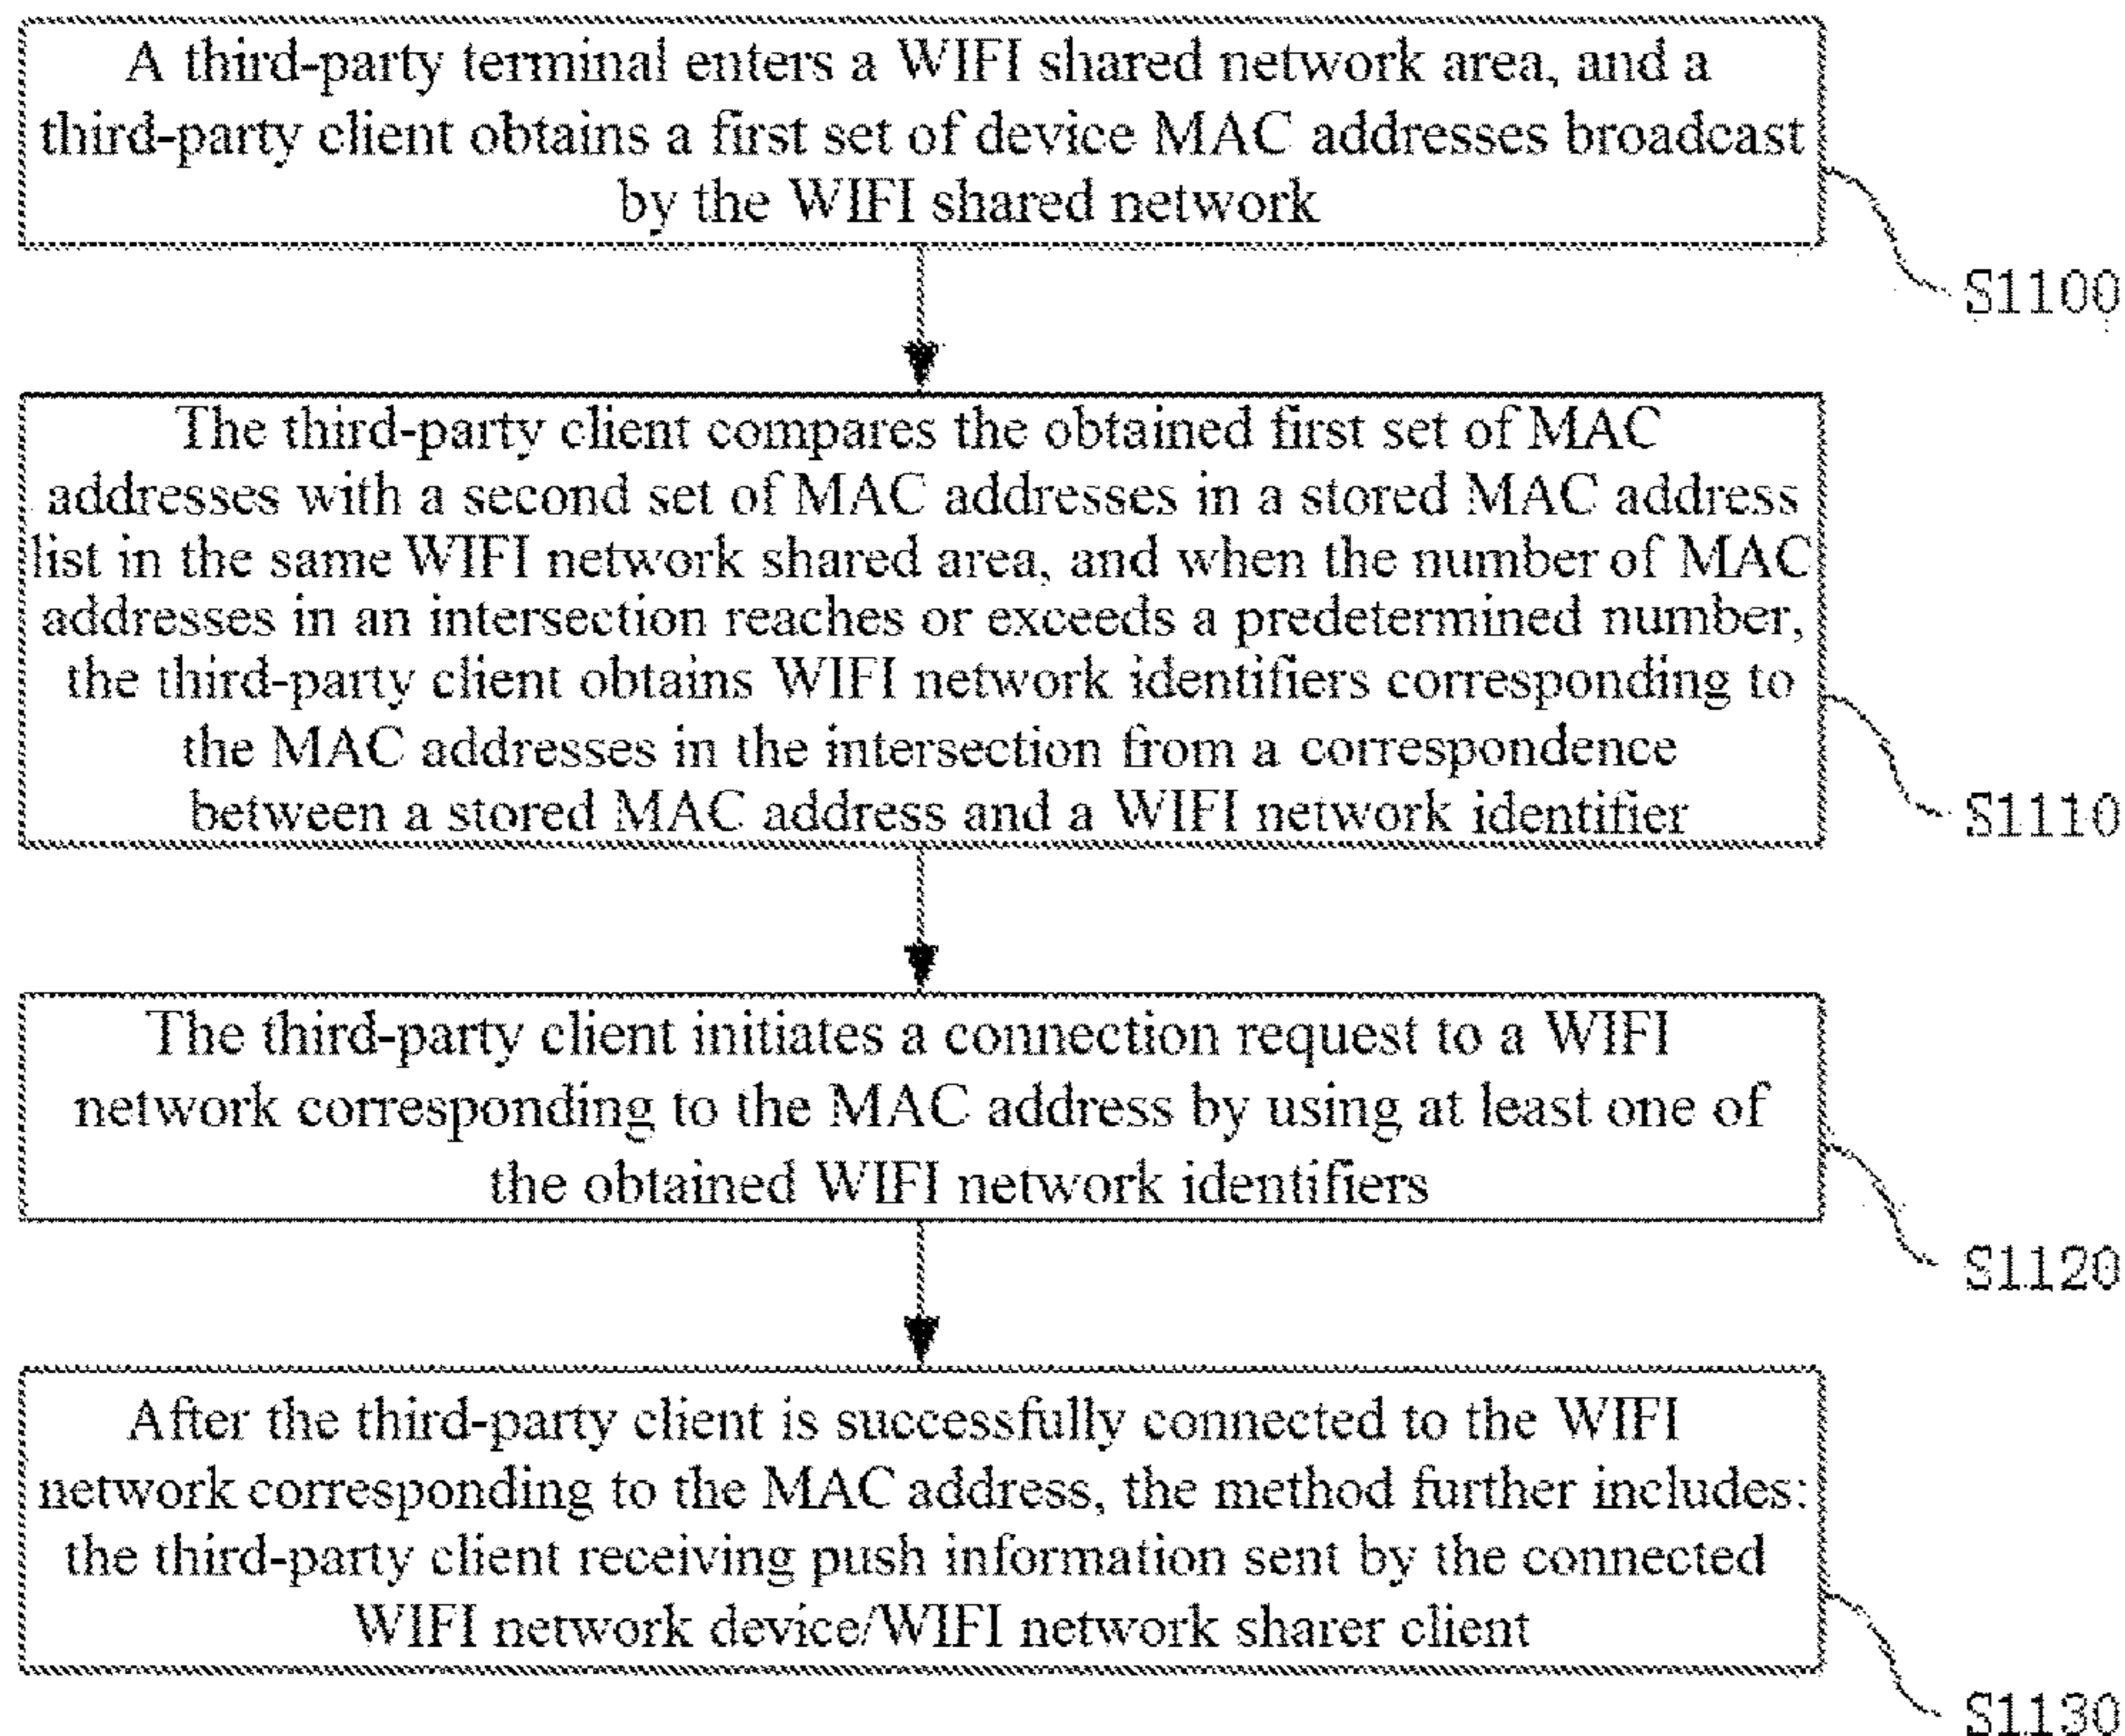 A third-party terminal enters a WIFI shared network area, and a
third-party client obtains a first set of device MAC addresses broadcast
by the WIFI shared network
S1100
The third-party client compares the obtained first set of MAC
addresses with a second set of MAC addresses in a stored MAC address
list in the same WIFI network shared area, and when the number of MAC
addresses in an intersection reaches or exceeds a predetermined number,
the third-party client obtains WIFI network identifiers corresponding to
the MAC addresses in the intersection from a correspondence
between a stored MAC address and a WIFI network identifier
S1110
The third-party client initiates a connection request to a WIFI
network corresponding to the MAC address by using at least one of
the obtained WIFI network identifiers
S1120
After the third-party client is successfully connected to the WIFI
network corresponding to the MAC address, the method further includes:
the third-party client receiving push information sent by the connected
WIFI network device/WIFI network sharer client
S1130